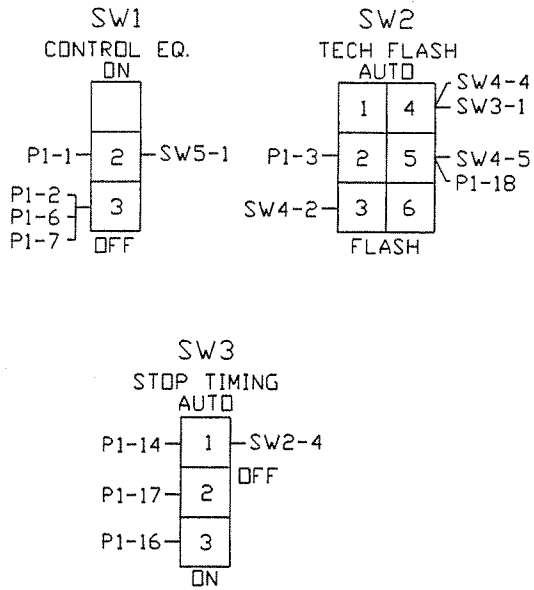 SW1
CONTROL EQ.
ON
P1-1 2 SW5-1
P1-2
P1-6 3
P1-7
OFF
SW2
TECH FLASH
AUTO
1 4 SW4-4
SW3-1
P1-3 2 5 SW4-5
P1-18
SW4-2 3 6
FLASH
SW3
STOP TIMING
AUTO
P1-14 1 SW2-4
OFF
P1-17 2
P1-16 3
ON